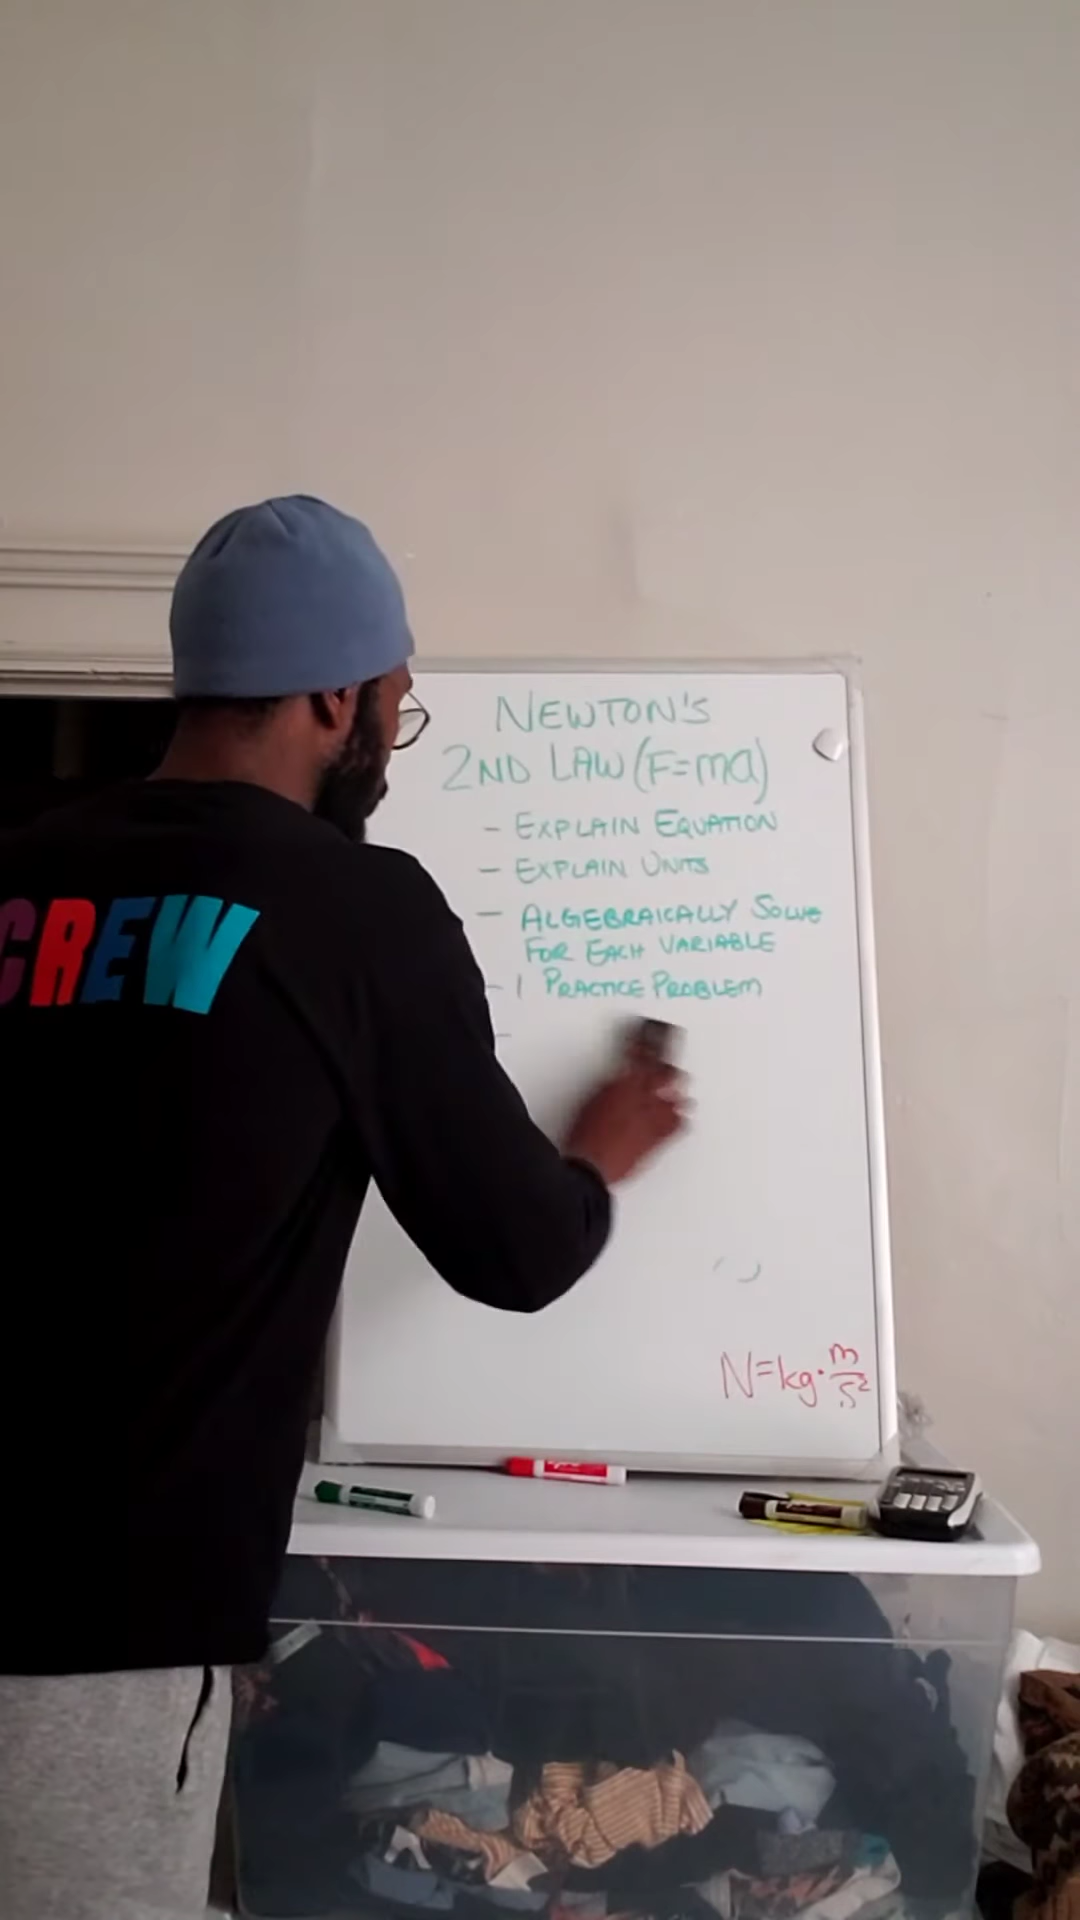 NEWTON'S
2ND LAW (F=ma)
- EXPLAIN EQUATION
- EXPLAIN UNITS
- ALGEBRAICALLY SOLVE
FOR EACH VARIABLE
- 1 PRACTICE PROBLEM
-
N=kg·m/s²
CREW